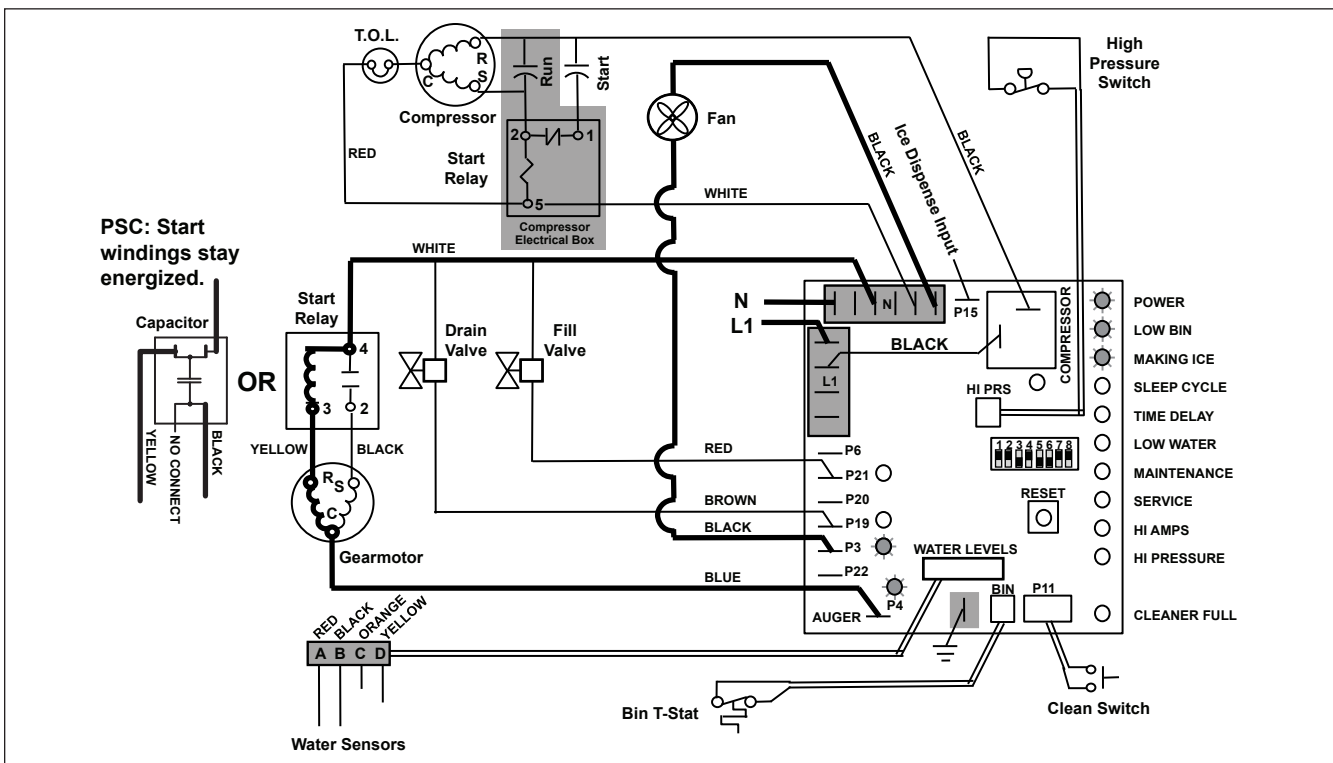 T.O.L.
R
S
C
Compressor
Run
Start
2
1
Start
Relay
5
Compressor
Electrical Box
RED
WHITE
Fan
BLACK
Ice Dispense Input
BLACK
High
Pressure
Switch
PSC: Start
windings stay
energized.
Capacitor
YELLOW
NO CONNECT
BLACK
OR
WHITE
Start
Relay
4
3
2
YELLOW
BLACK
R
S
C
Gearmotor
Drain
Valve
Fill
Valve
N
L1
N
P15
BLACK
L1
COMPRESSOR
HI PRS
1 2 3 4 5 6 7 8
RESET
RED
P6
P21
BROWN
P20
P19
BLACK
P3
P22
BLUE
P4
AUGER
WATER LEVELS
BIN
P11
POWER
LOW BIN
MAKING ICE
SLEEP CYCLE
TIME DELAY
LOW WATER
MAINTENANCE
SERVICE
HI AMPS
HI PRESSURE
CLEANER FULL
RED
BLACK
ORANGE
YELLOW
A B C D
Water Sensors
Bin T-Stat
Clean Switch